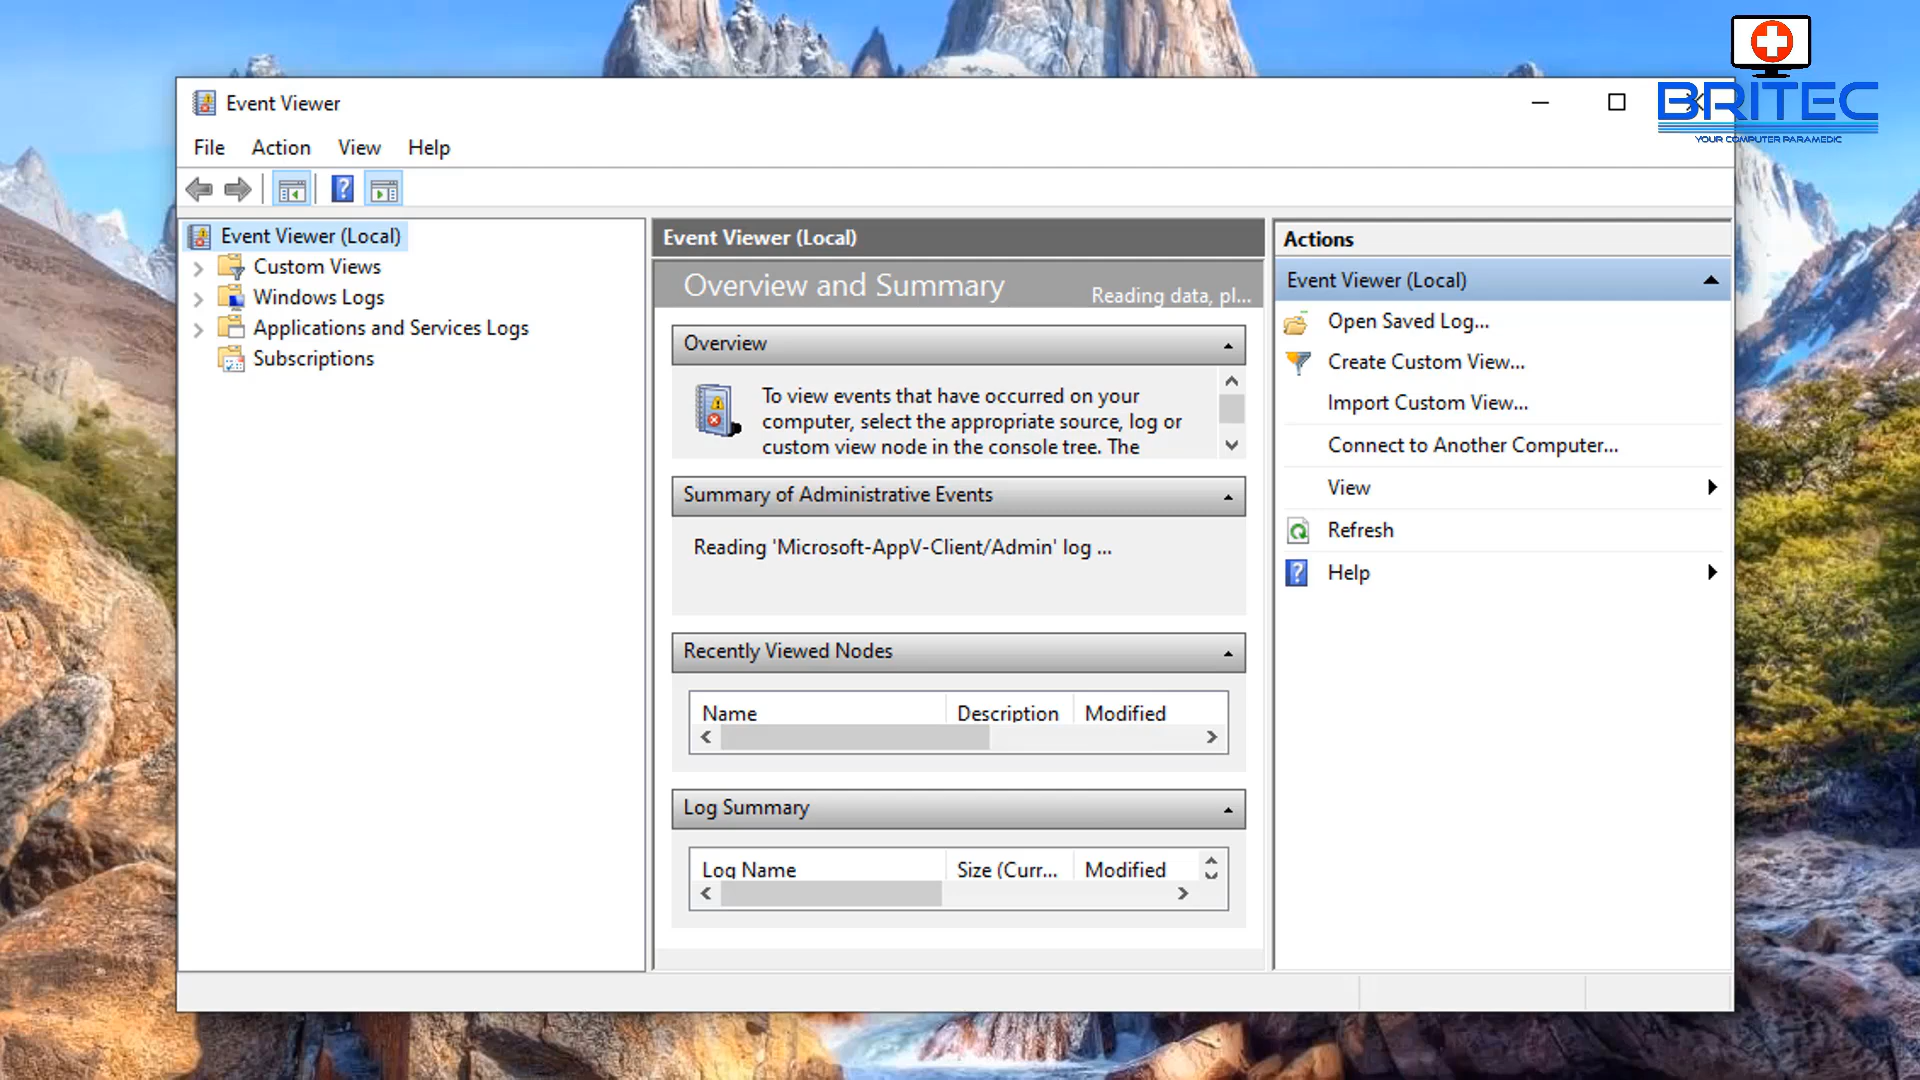 Event Viewer
File Action View Help
Event Viewer (Local)
Custom Views
Windows Logs
Applications and Services Logs
Subscriptions
Event Viewer (Local)
Overview and Summary
Reading data, pl...
Overview
To view events that have occurred on your
computer, select the appropriate source, log or
custom view node in the console tree. The
Summary of Administrative Events
Reading 'Microsoft-AppV-Client/Admin' log ...
Recently Viewed Nodes
Name Description Modified
Log Summary
Log Name Size (Curr... Modified
Actions
Event Viewer (Local)
Open Saved Log...
Create Custom View...
Import Custom View...
Connect to Another Computer...
View
Refresh
Help
BRITEC
YOUR COMPUTER PARAMEDIC